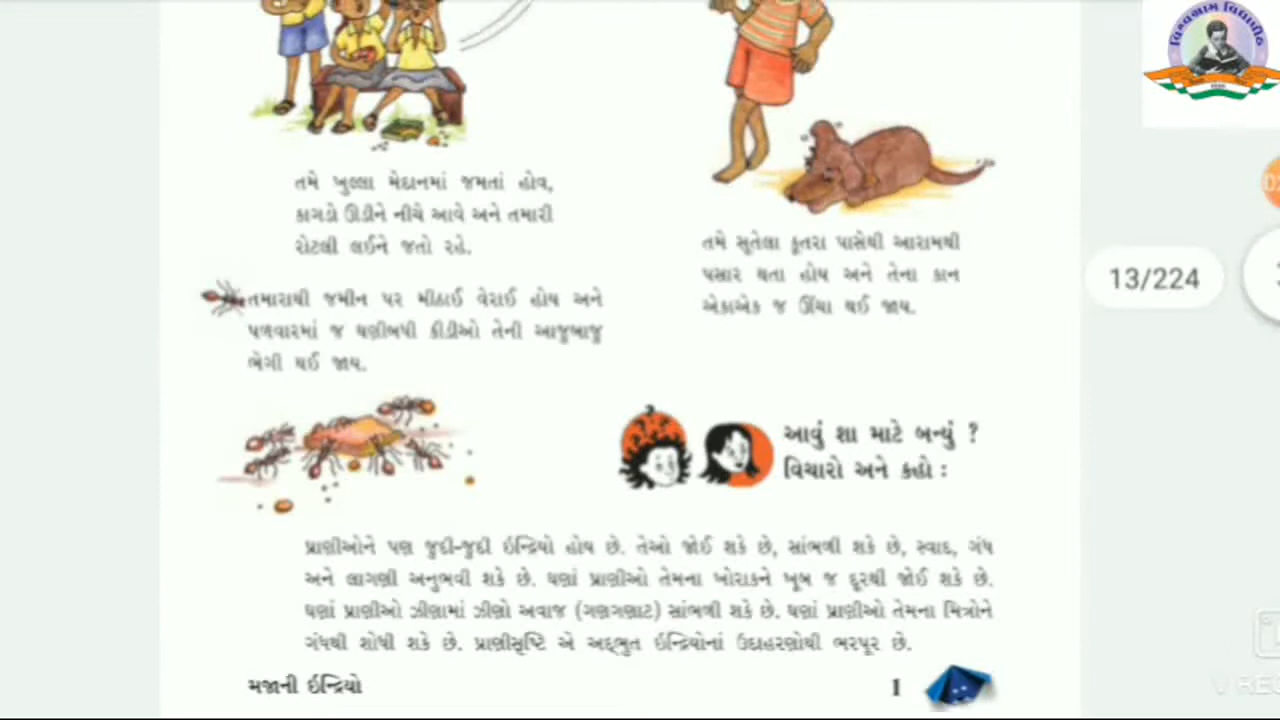 વિશ્વગ્રામ વિદ્યાપીઠ
તમે ખુલ્લા મેદાનમાં જમતાં હોવ,
કાગડો ઊડીને નીચે આવે અને તમારી
રોટલી લઈને જતો રહે.
તમે સૂતેલા કૂતરા પાસેથી આરામથી
પસાર થતા હોય અને તેના કાન
એકાએક જ ઊંચા થઈ જાય.
13/224
તમારાથી જમીન પર મીઠાઈ વેરાઈ હોય અને
પળવારમાં જ ઘણીબધી કીડીઓ તેની આજુબાજુ
ભેગી થઈ જાય.
આવું શા માટે બન્યું ?
વિચારો અને કહો :
પ્રાણીઓને પણ જુદી-જુદી ઇન્દ્રિયો હોય છે. તેઓ જોઈ શકે છે, સાંભળી શકે છે, સ્વાદ, ગંધ
અને લાગણી અનુભવી શકે છે. ઘણાં પ્રાણીઓ તેમના ખોરાકને ખૂબ જ દૂરથી જોઈ શકે છે.
ઘણાં પ્રાણીઓ ઝીણામાં ઝીણો અવાજ (ગણગણાટ) સાંભળી શકે છે. ઘણાં પ્રાણીઓ તેમના મિત્રોને
ગંધથી શોધી શકે છે. પ્રાણીસૃષ્ટિ એ અદ્ભુત ઇન્દ્રિયોનાં ઉદાહરણોથી ભરપૂર છે.
મજાની ઇન્દ્રિયો
1